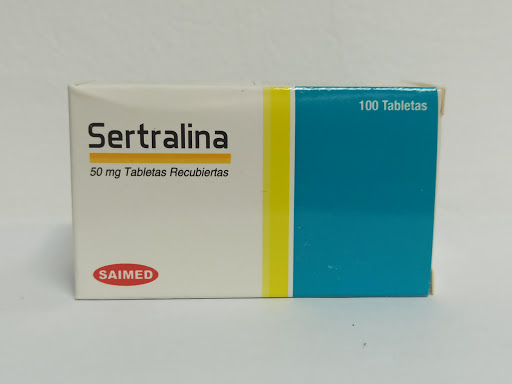 100 Tabletas
Sertralina
50 mg Tabletas Recubiertas
SAIMED